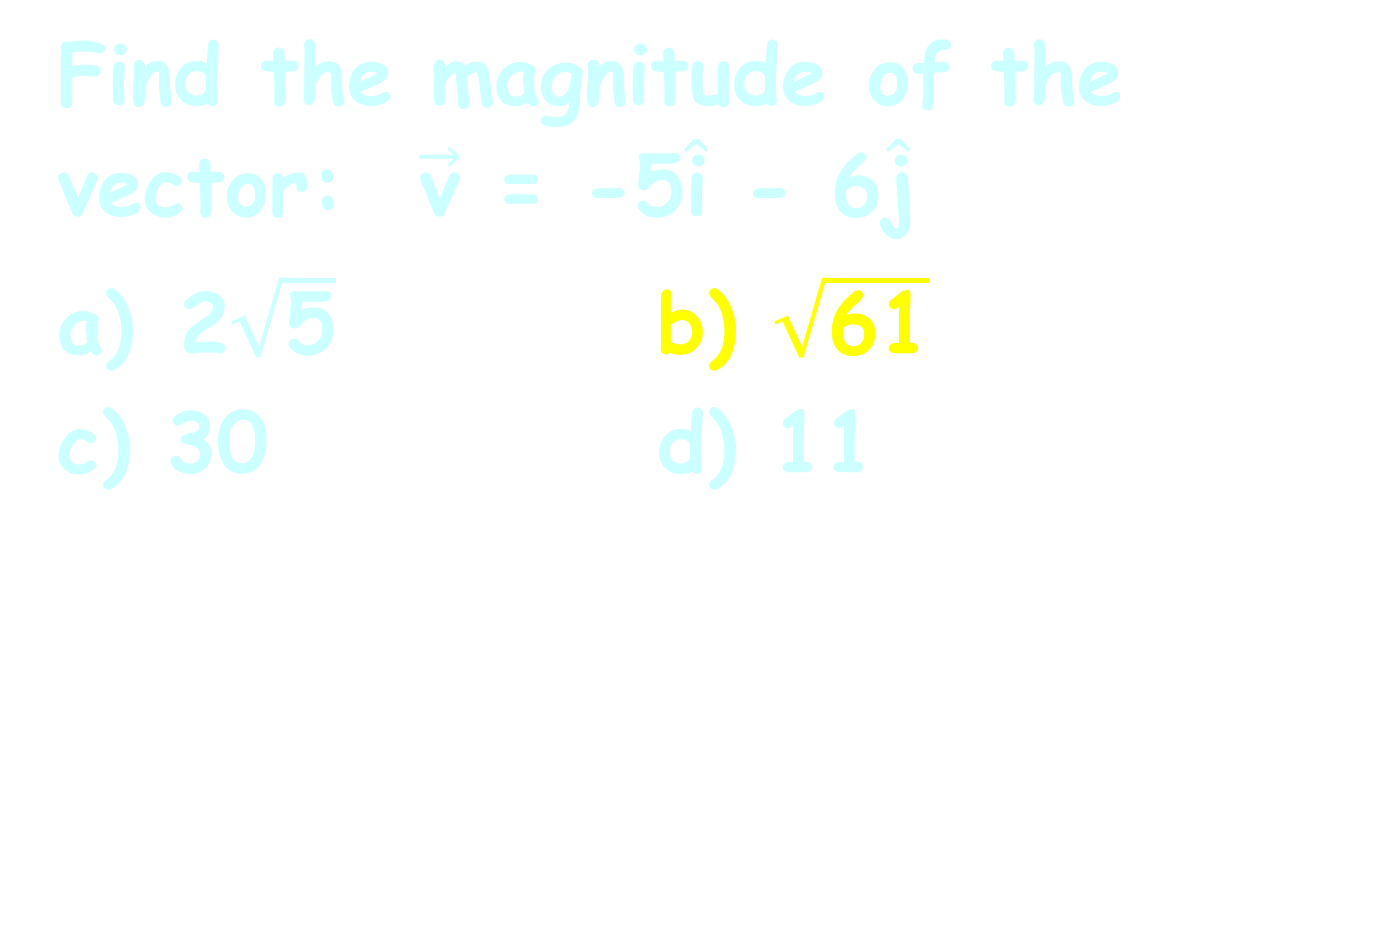 Find the magnitude of the
vector: v⃗ = -5î - 6ĵ
a) 2√5 b) √61
c) 30 d) 11